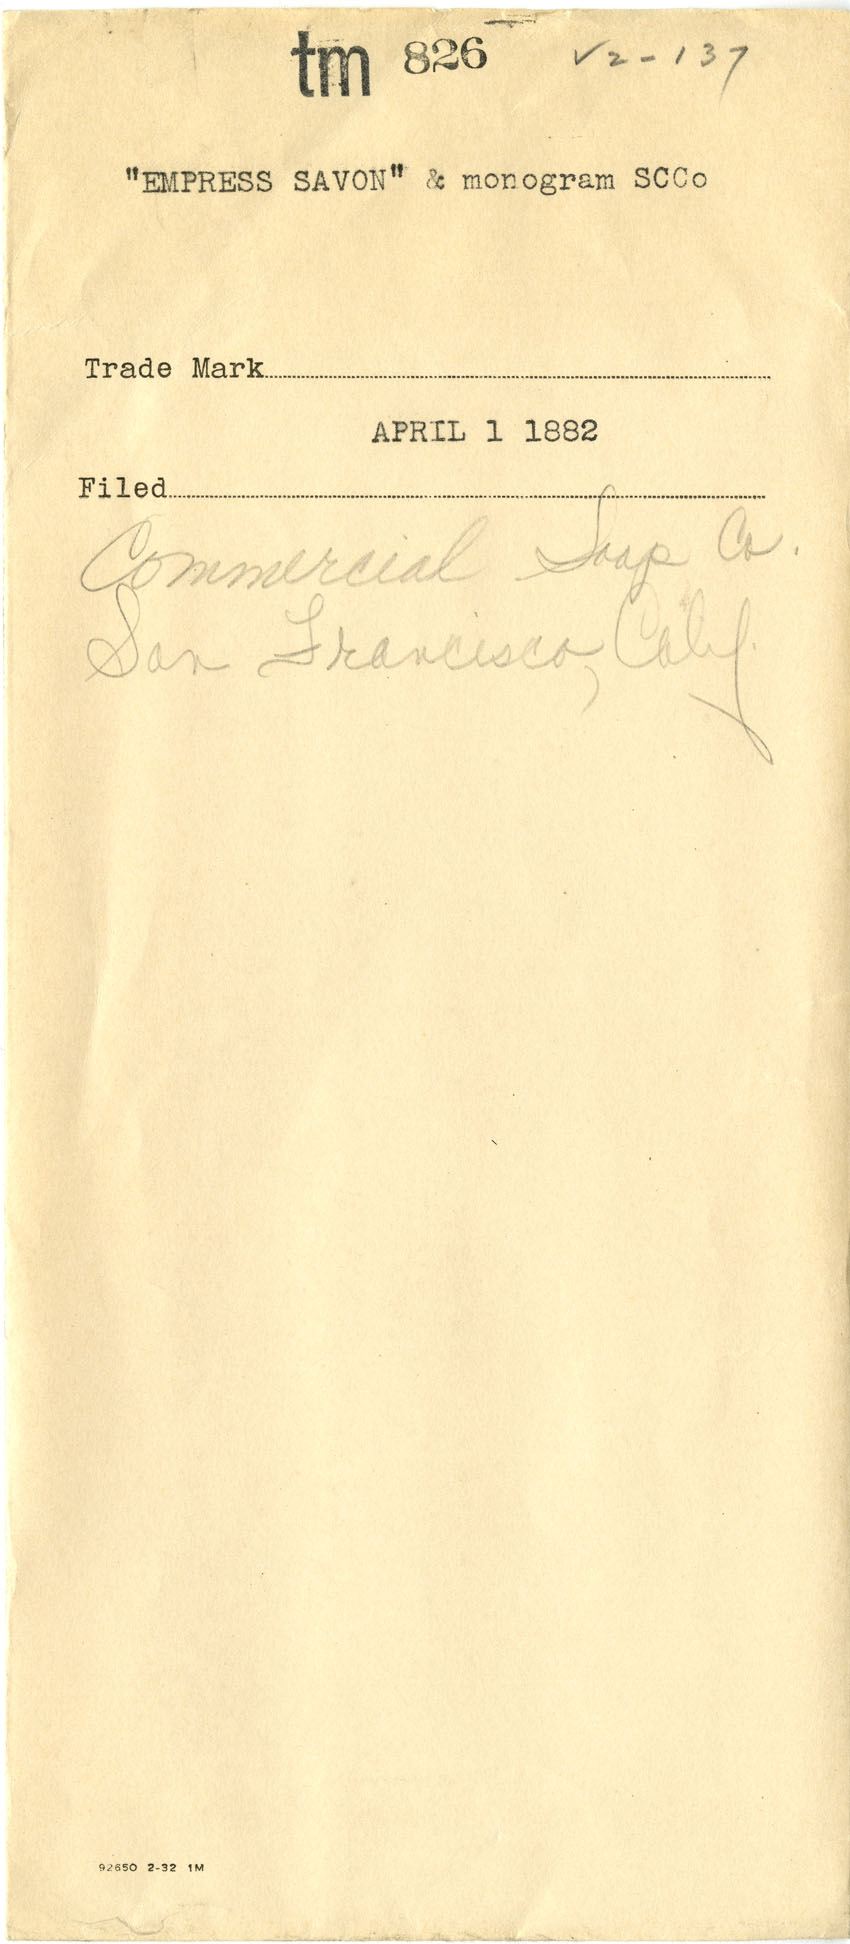 tm 826 V2-137
"EMPRESS SAVON" & monogram SCCo
Trade Mark
APRIL 1 1882
Filed
Commercial Soap Co.
San Francisco, Calif.
92650 2-32 1M